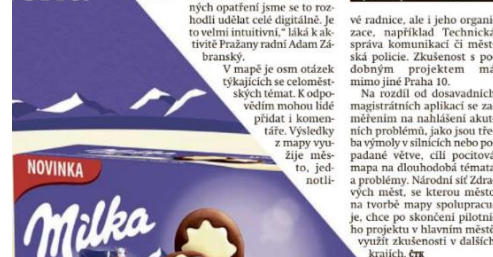 ných opatření jsme se to roz-
hodli udělat celé digitálně. Je
to velmi intuitivní," láká k ak-
tivitě Pražany radní Adam Zá-
branský.
V mapě je osm otázek
týkajících se celoměst-
ských témat. K odpo-
vědím mohou lidé
přidat i komen-
táře. Výsledky
z mapy vyu-
žije měs-
to, jed-
notli-
vé radnice, ale i jeho organi-
zace, například Technická
správa komunikací či měst-
ská policie. Zkušenost s po-
dobným projektem má
mimo jiné Praha 10.
Na rozdíl od dosavadních
magistrátních aplikací se za-
měřením na nahlášení akut-
ních problémů, jako jsou tře-
ba výmoly v silnicích nebo po-
padané větve, cílí pocitová
mapa na dlouhodobá témata
a problémy. Národní síť Zdra-
vých měst, se kterou město
na tvorbě mapy spolupracu-
je, chce po skončení pilotní-
ho projektu v hlavním městě
využít zkušenosti v dalších
krajích. ČTK
NOVINKA
Milka